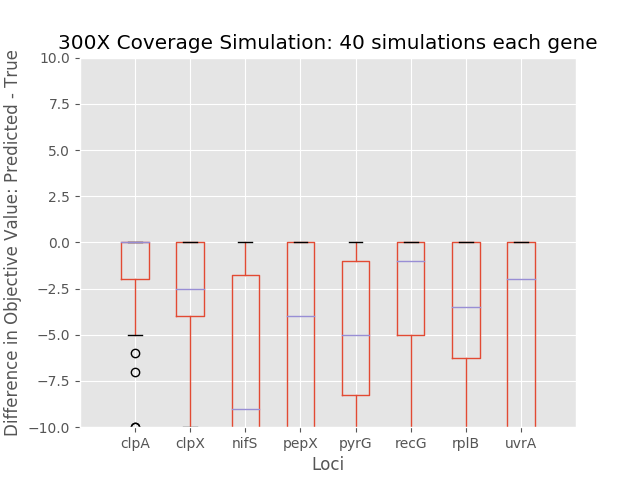 300X Coverage Simulation: 40 simulations each gene
Difference in Objective Value: Predicted - True
10.0
7.5
5.0
2.5
0.0
−2.5
−5.0
−7.5
−10.0
clpA clpX nifS pepX pyrG recG rplB uvrA
Loci